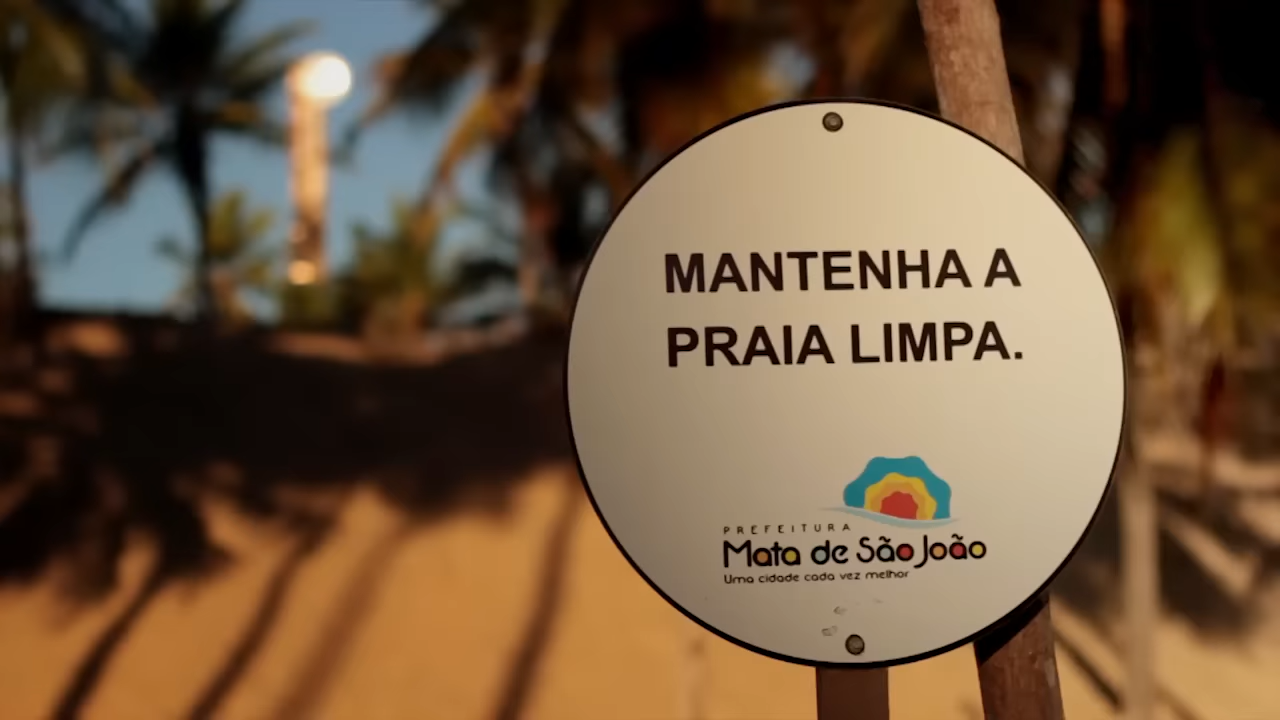 MANTENHA A
PRAIA LIMPA.
PREFEITURA
Mata de São João
Uma cidade cada vez melhor